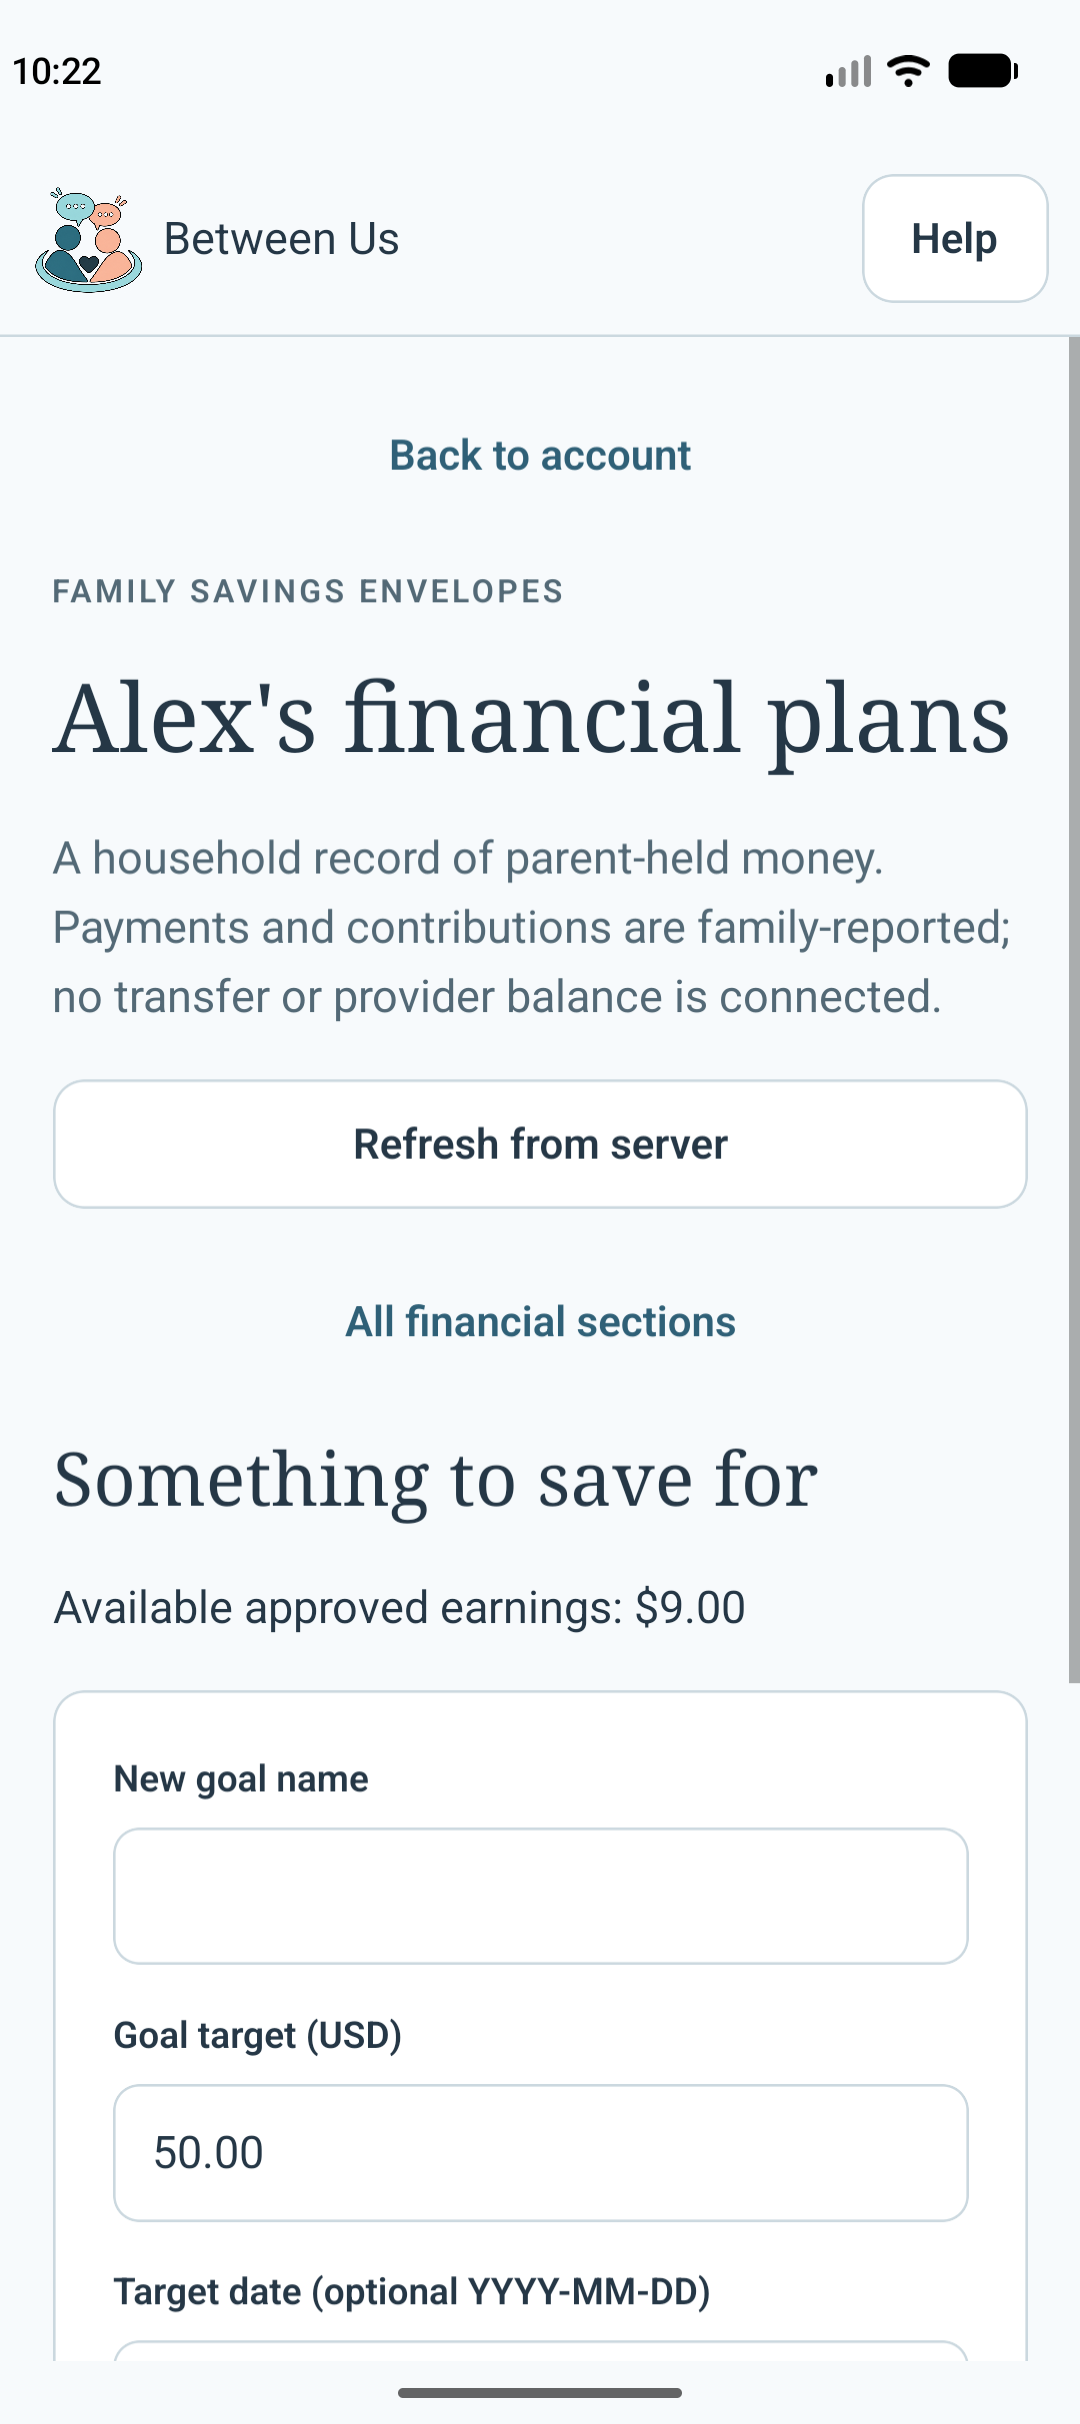 10:22
Between Us
Help
Back to account
FAMILY SAVINGS ENVELOPES
Alex's financial plans
A household record of parent-held money.
Payments and contributions are family-reported;
no transfer or provider balance is connected.
Refresh from server
All financial sections
Something to save for
Available approved earnings: $9.00
New goal name
Goal target (USD)
50.00
Target date (optional YYYY-MM-DD)